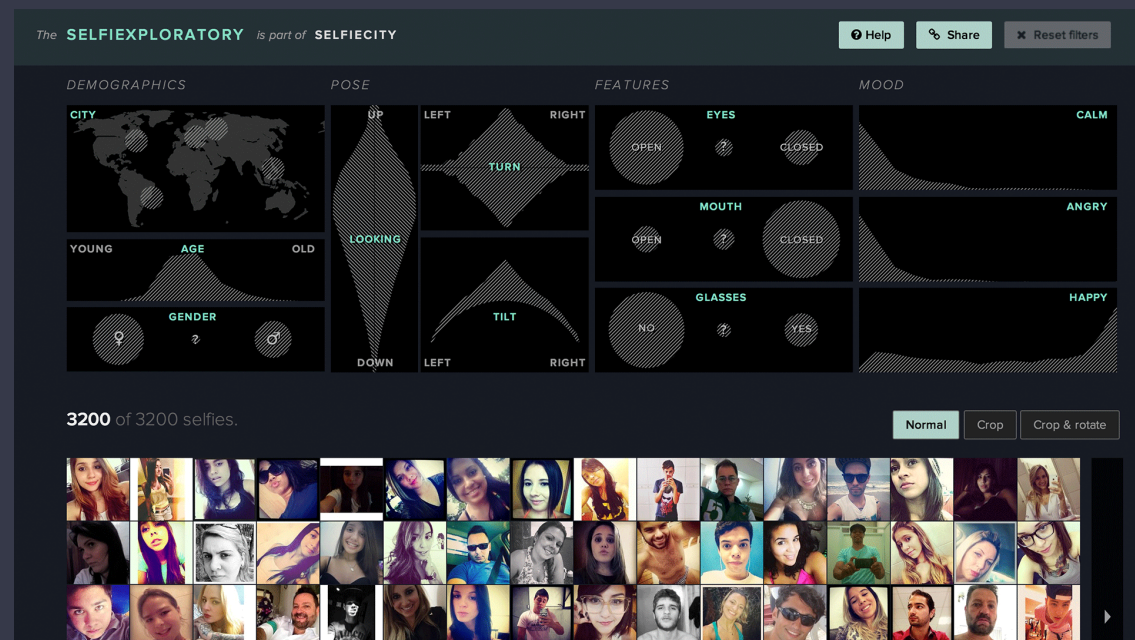 The SELFIEXPLORATORY is part of SELFIECITY
Help
Share
Reset filters
DEMOGRAPHICS
POSE
FEATURES
MOOD
CITY
YOUNG AGE OLD
GENDER
♀ ? ♂
UP
LOOKING
DOWN
LEFT RIGHT
TURN
TILT
LEFT RIGHT
EYES
OPEN ? CLOSED
MOUTH
OPEN ? CLOSED
GLASSES
NO ? YES
CALM
ANGRY
HAPPY
3200 of 3200 selfies.
Normal
Crop
Crop & rotate